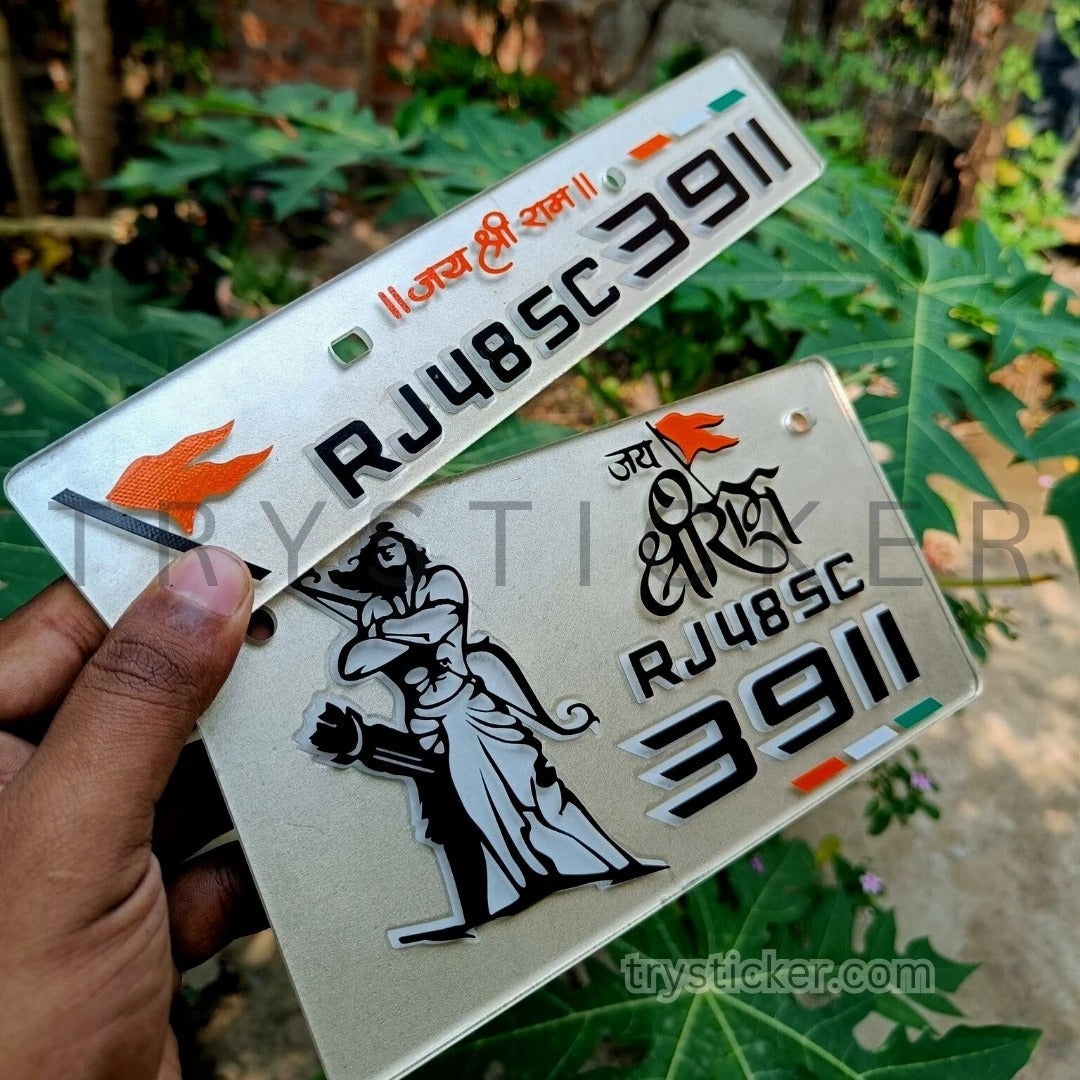 ॥जय श्री राम॥
RJ48SC3911
TRYSTICKER
जय
श्रीराम
RJ48SC
3911
trysticker.com